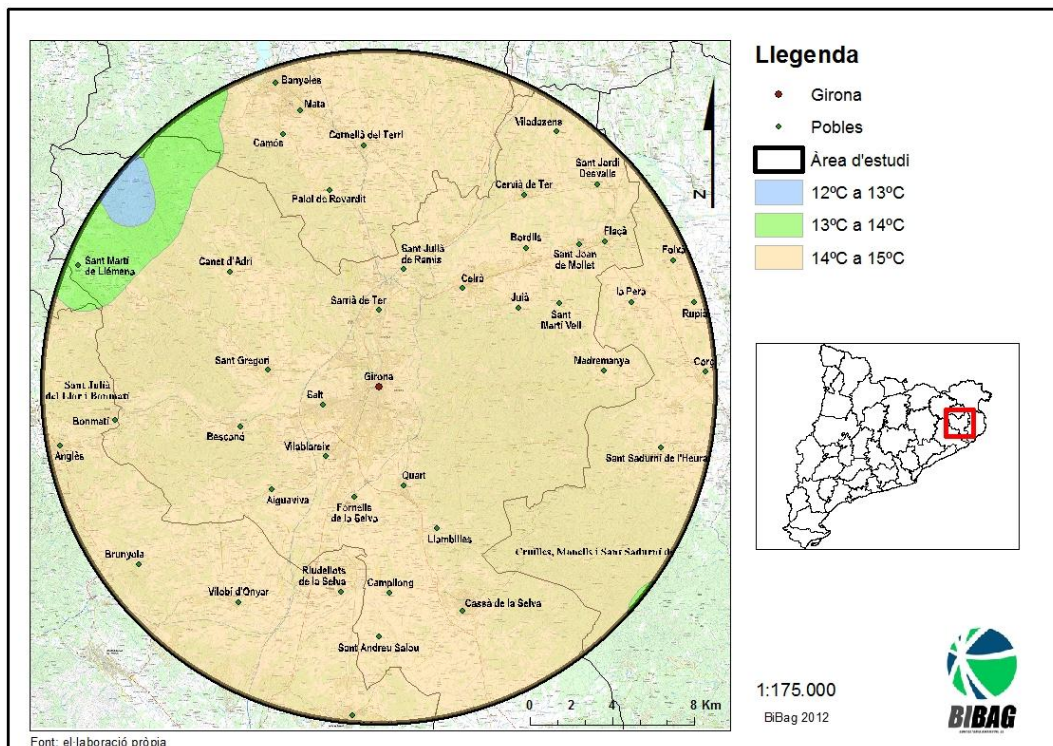 Llegenda
Girona
Pobles
Àrea d'estudi
12ºC a 13ºC
13ºC a 14ºC
14ºC a 15ºC
Banyoles
Mata
Camós
Cornellà del Terri
Viladazens
Sant Jordi
Desvalls
Palol de Rovardit
Cervià de Ter
Bordils
Flaçà
Sant Joan
de Mollet
Foixà
Sant Martí
de Llémena
Canet d'Adri
Sant Julià
de Ramis
Celrà
Juià
Sant
Martí Vell
la Pera
Rupià
Sarrià de Ter
Sant Gregori
Girona
Madremanya
Corç
Salt
Sant Julià
del Llor i Bonmatí
Bonmatí
Bescanó
Vilablareix
Anglès
Sant Sadurní de l'Heura
Aiguaviva
Quart
Fornells
de la Selva
Llambilles
Cruïlles, Monells i Sant Sadurní de
Brunyola
Riudellots
de la Selva
Campllong
Vilobí d'Onyar
Cassà de la Selva
Sant Andreu Salou
N
0 2 4 8 Km
1:175.000
BiBag 2012
BIBAG
Font: el·laboració pròpia